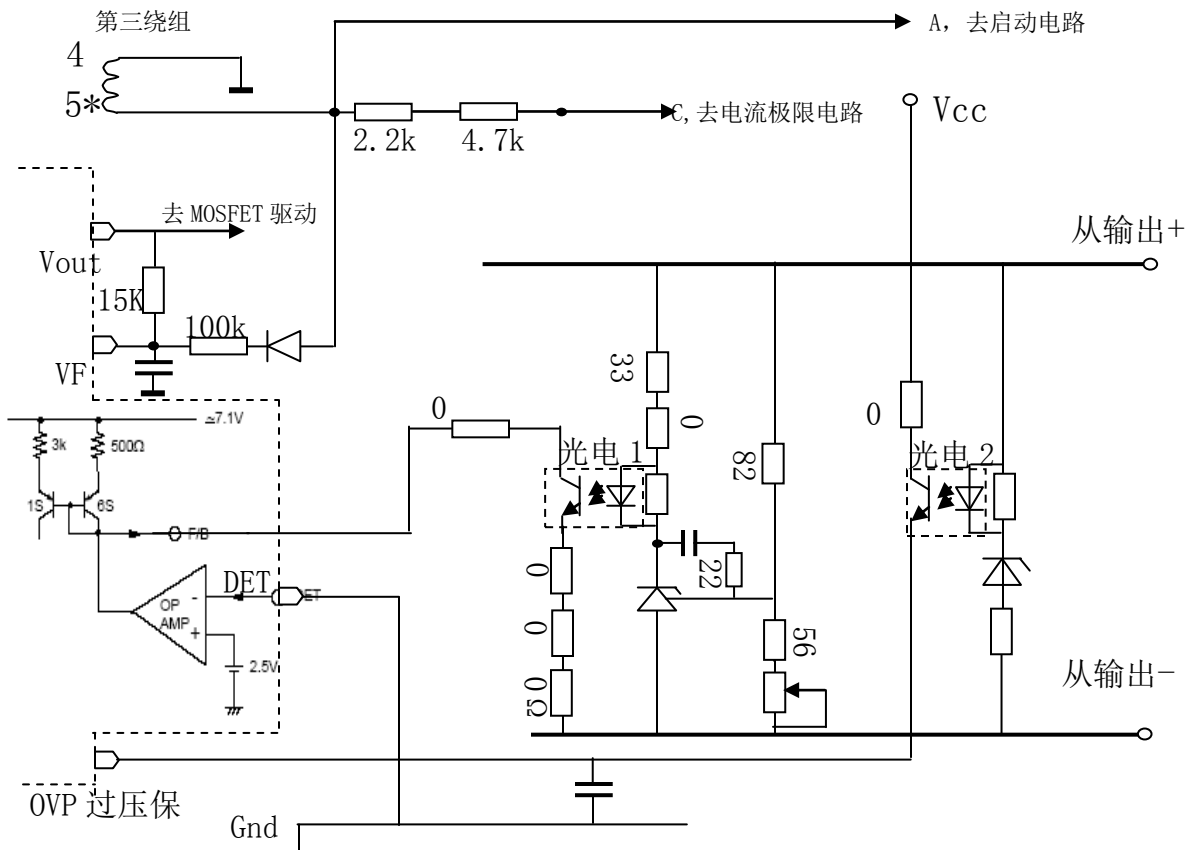 第三绕组
A，去启动电路
4
5*
2.2k
4.7k
C,去电流极限电路
Vcc
去 MOSFET 驱动
Vout
15K
100k
VF
从输出+
33
0
≃7.1V
3k
500Ω
0
光电 1
82
0
光电 2
1S
6S
F/B
DET
ET
OP
AMP
-
+
2.5V
22
0
0
0Ω
56
从输出-
OVP 过压保
Gnd